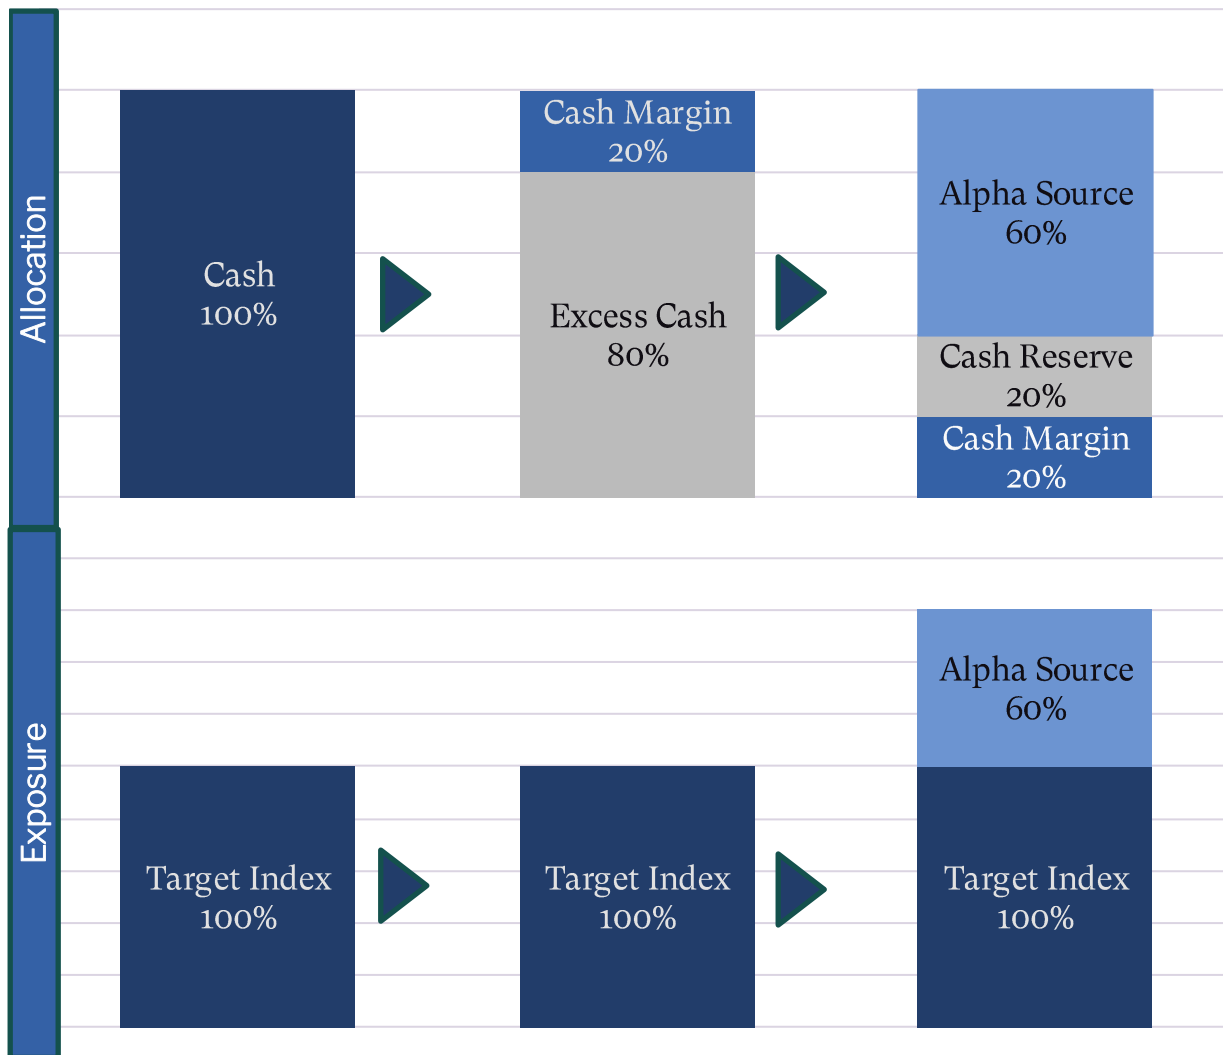 Allocation
Cash
100%
Cash Margin
20%
Excess Cash
80%
Alpha Source
60%
Cash Reserve
20%
Cash Margin
20%
Exposure
Target Index
100%
Target Index
100%
Alpha Source
60%
Target Index
100%